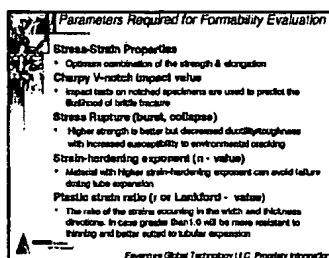 Parameters Required for Formability Evaluation
Stress-Strain Properties
• Optimum combination of the strength & elongation
Charpy V-notch impact value
• Impact tests on notched specimens are used to predict the
likelihood of brittle fracture
Stress Rupture (burst, collapse)
• Higher strength is better but decreased ductility/toughness
with increased susceptibility to environmental cracking
Strain-hardening exponent (n - value)
• Material with higher strain-hardening exponent can avoid failure
during tube expansion
Plastic strain ratio (r or Lankford - value)
• The ratio of the strains occurring in the width and thickness
directions. In case greater than 1.0 will be more resistant to
thinning and better suited to tubular expansion
Enventure Global Technology LLC. Propriety Information